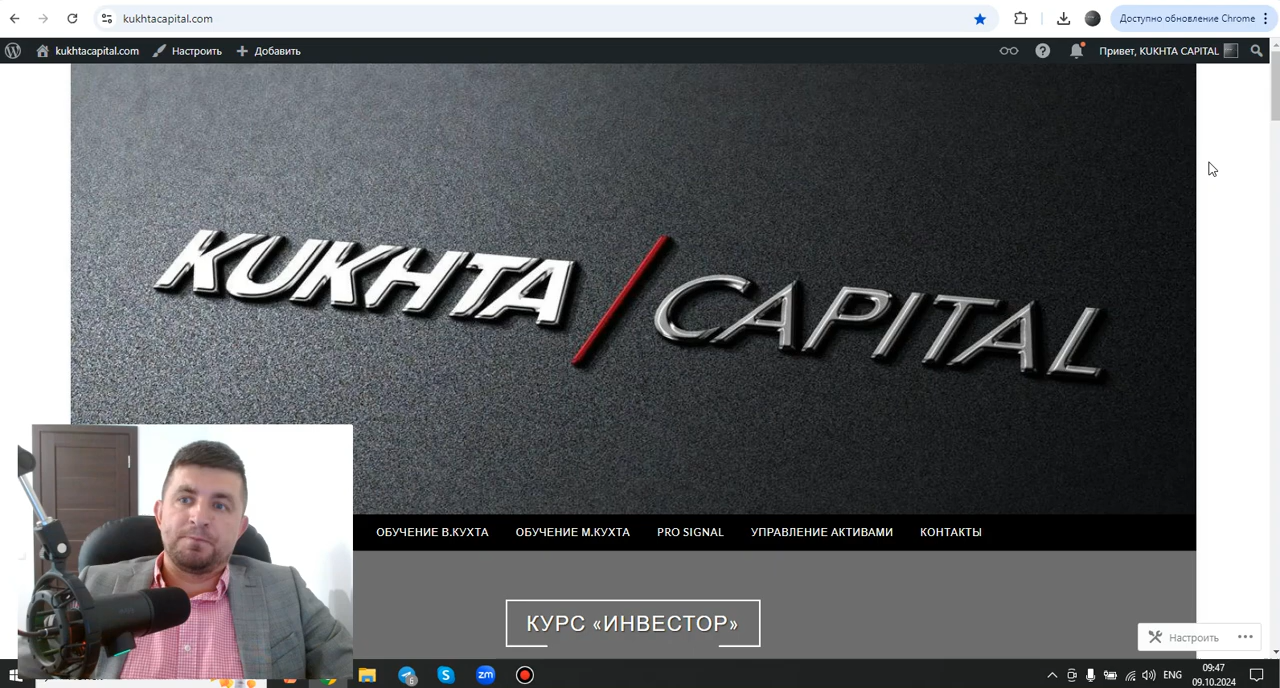 kukhtacapital.com
Доступно обновление Chrome
kukhtacapital.com
Настроить
Добавить
Привет, KUKHTA CAPITAL
KUKHTA / CAPITAL
ОБУЧЕНИЕ В.КУХТА
ОБУЧЕНИЕ М.КУХТА
PRO SIGNAL
УПРАВЛЕНИЕ АКТИВАМИ
КОНТАКТЫ
КУРС «ИНВЕСТОР»
Настроить
zm
ENG
09:47
09.10.2024